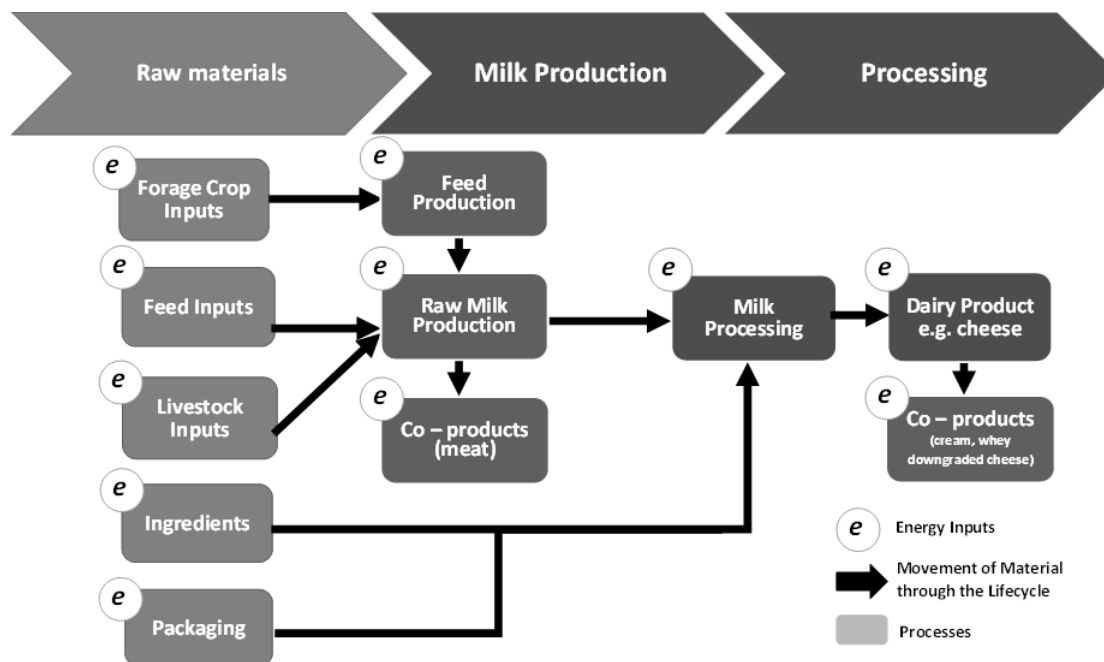 Raw materials
Milk Production
Processing
e
Forage Crop
Inputs
e
Feed
Production
e
Feed Inputs
e
Raw Milk
Production
e
Milk
Processing
e
Dairy Product
e.g. cheese
e
Livestock
Inputs
e
Co – products
(meat)
e
Co – products
(cream, whey
downgraded cheese)
e
Ingredients
e
Packaging
e
Energy Inputs
Movement of Material
through the Lifecycle
Processes